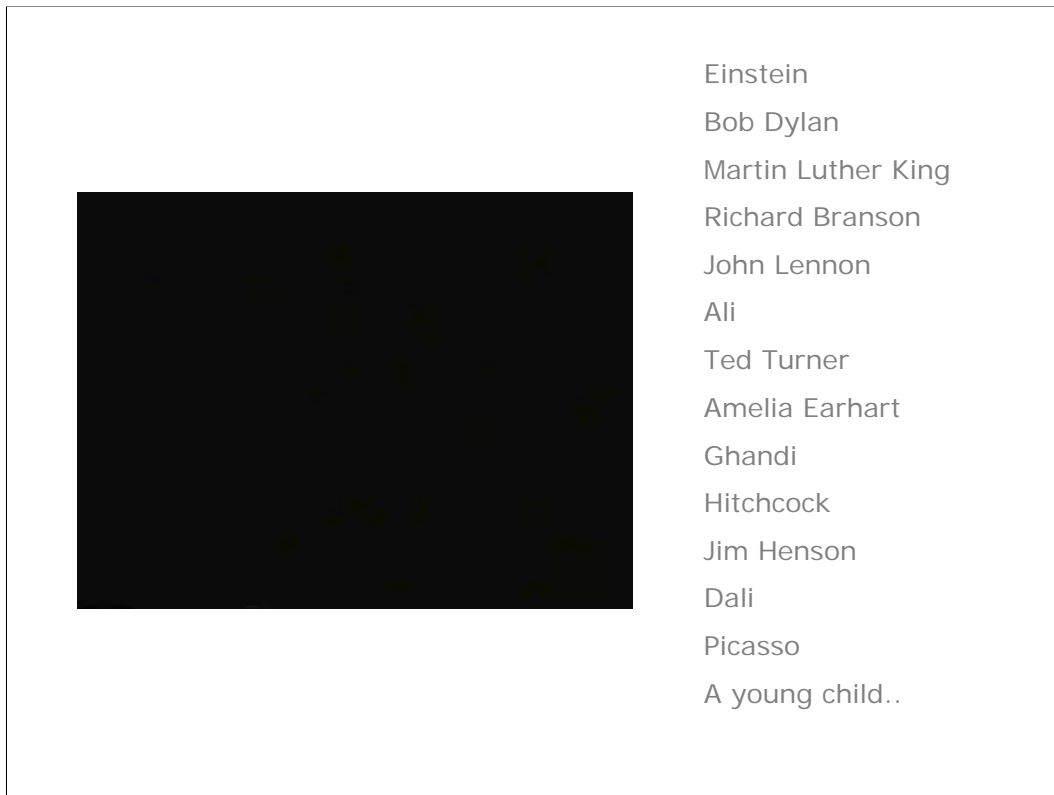 Einstein
Bob Dylan
Martin Luther King
Richard Branson
John Lennon
Ali
Ted Turner
Amelia Earhart
Ghandi
Hitchcock
Jim Henson
Dali
Picasso
A young child..